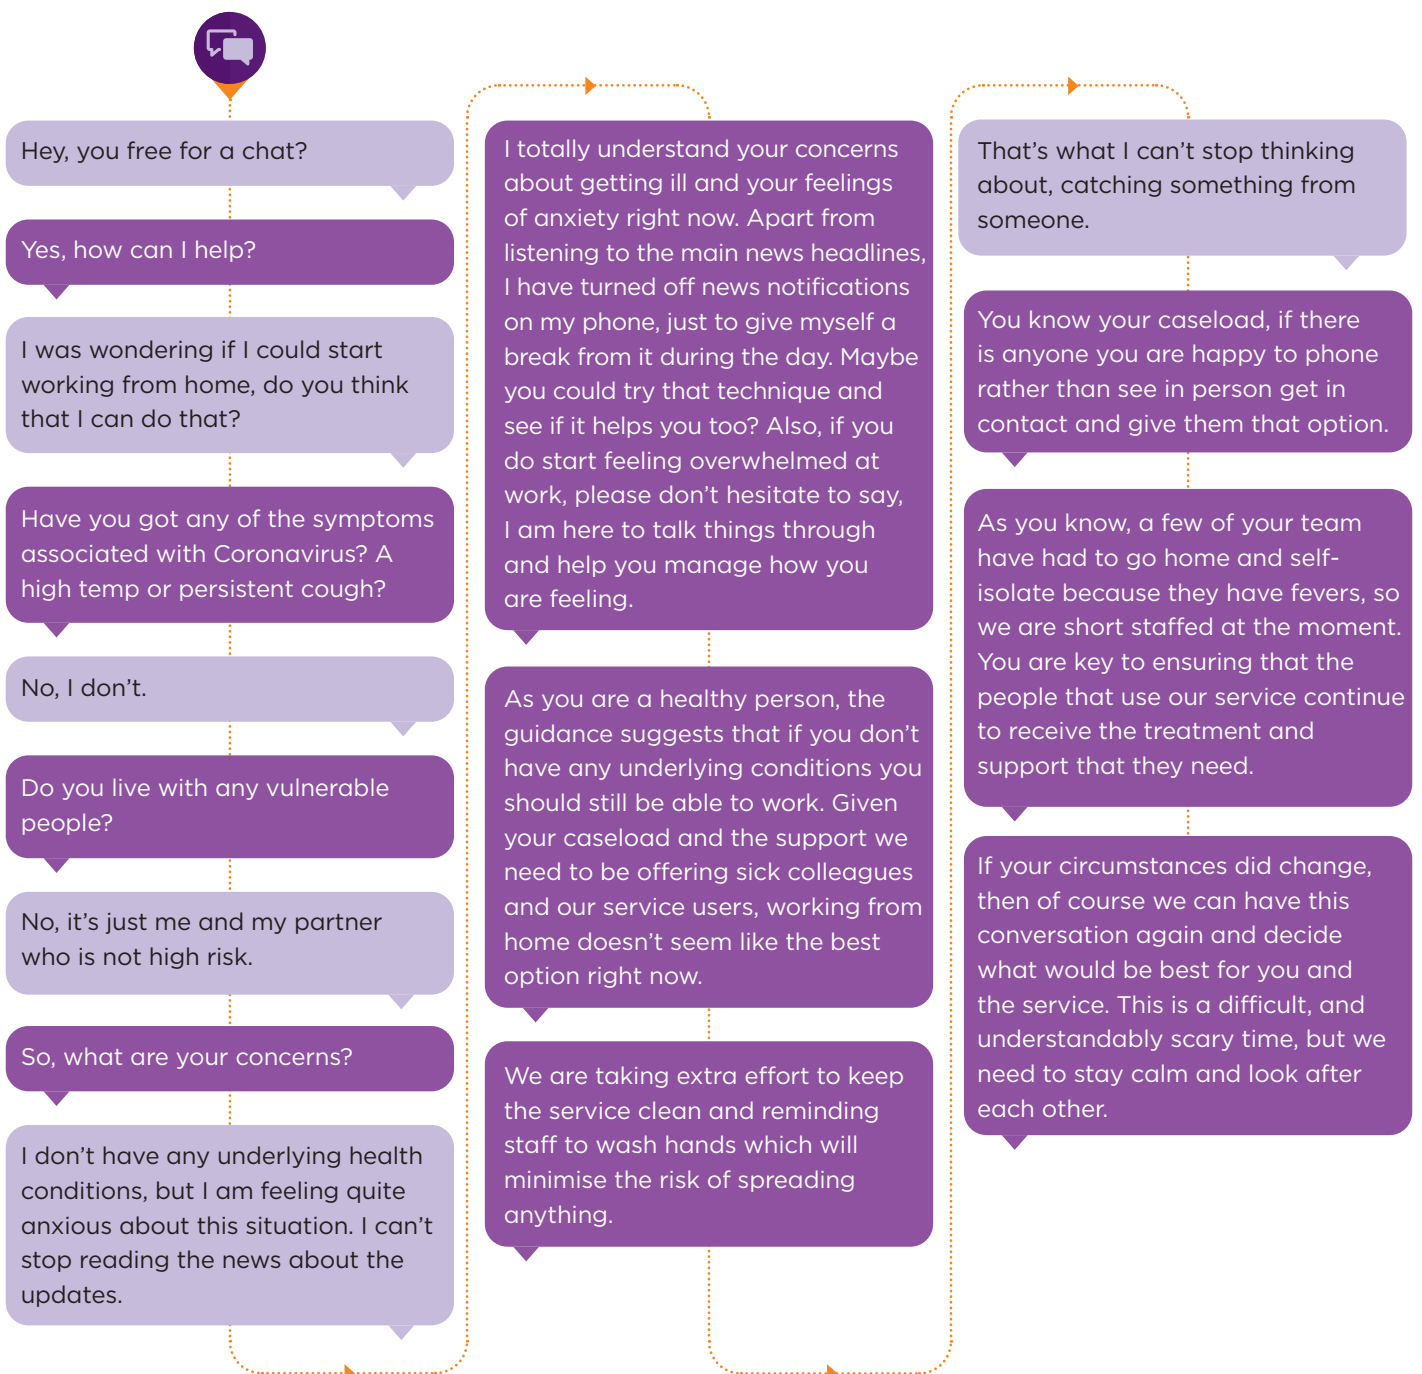 Hey, you free for a chat?
Yes, how can I help?
I was wondering if I could start
working from home, do you think
that I can do that?
Have you got any of the symptoms
associated with Coronavirus? A
high temp or persistent cough?
No, I don’t.
Do you live with any vulnerable
people?
No, it’s just me and my partner
who is not high risk.
So, what are your concerns?
I don’t have any underlying health
conditions, but I am feeling quite
anxious about this situation. I can’t
stop reading the news about the
updates.
I totally understand your concerns
about getting ill and your feelings
of anxiety right now. Apart from
listening to the main news headlines,
I have turned off news notifications
on my phone, just to give myself a
break from it during the day. Maybe
you could try that technique and
see if it helps you too? Also, if you
do start feeling overwhelmed at
work, please don’t hesitate to say,
I am here to talk things through
and help you manage how you
are feeling.
As you are a healthy person, the
guidance suggests that if you don’t
have any underlying conditions you
should still be able to work. Given
your caseload and the support we
need to be offering sick colleagues
and our service users, working from
home doesn’t seem like the best
option right now.
We are taking extra effort to keep
the service clean and reminding
staff to wash hands which will
minimise the risk of spreading
anything.
That’s what I can’t stop thinking
about, catching something from
someone.
You know your caseload, if there
is anyone you are happy to phone
rather than see in person get in
contact and give them that option.
As you know, a few of your team
have had to go home and self-
isolate because they have fevers, so
we are short staffed at the moment.
You are key to ensuring that the
people that use our service continue
to receive the treatment and
support that they need.
If your circumstances did change,
then of course we can have this
conversation again and decide
what would be best for you and
the service. This is a difficult, and
understandably scary time, but we
need to stay calm and look after
each other.